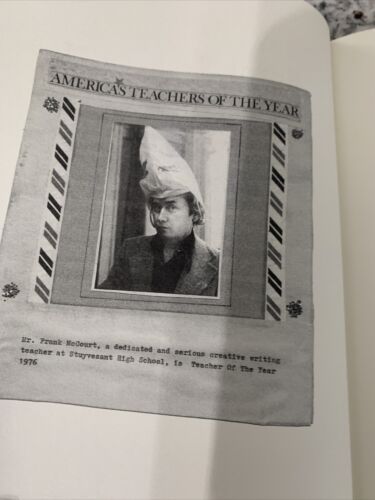 AMERICA'S TEACHERS OF THE YEAR
Mr. Frank McCourt, a dedicated and serious creative writing
teacher at Stuyvesant High School, is Teacher Of The Year
1976